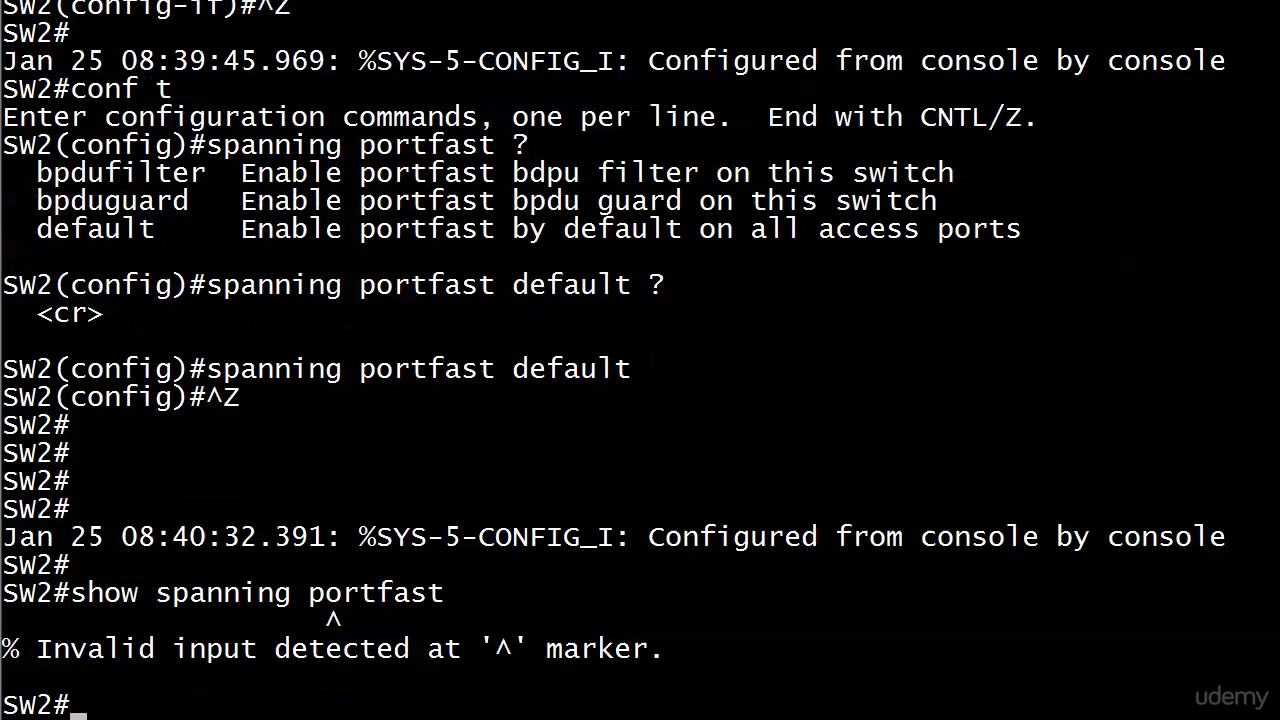 SW2(config-if)#^Z
SW2#
Jan 25 08:39:45.969: %SYS-5-CONFIG_I: Configured from console by console
SW2#conf t
Enter configuration commands, one per line.  End with CNTL/Z.
SW2(config)#spanning portfast ?
  bpdufilter  Enable portfast bdpu filter on this switch
  bpduguard   Enable portfast bpdu guard on this switch
  default     Enable portfast by default on all access ports

SW2(config)#spanning portfast default ?
  <cr>

SW2(config)#spanning portfast default
SW2(config)#^Z
SW2#
SW2#
SW2#
SW2#
Jan 25 08:40:32.391: %SYS-5-CONFIG_I: Configured from console by console
SW2#
SW2#show spanning portfast
                   ^
% Invalid input detected at '^' marker.

SW2#
udemy